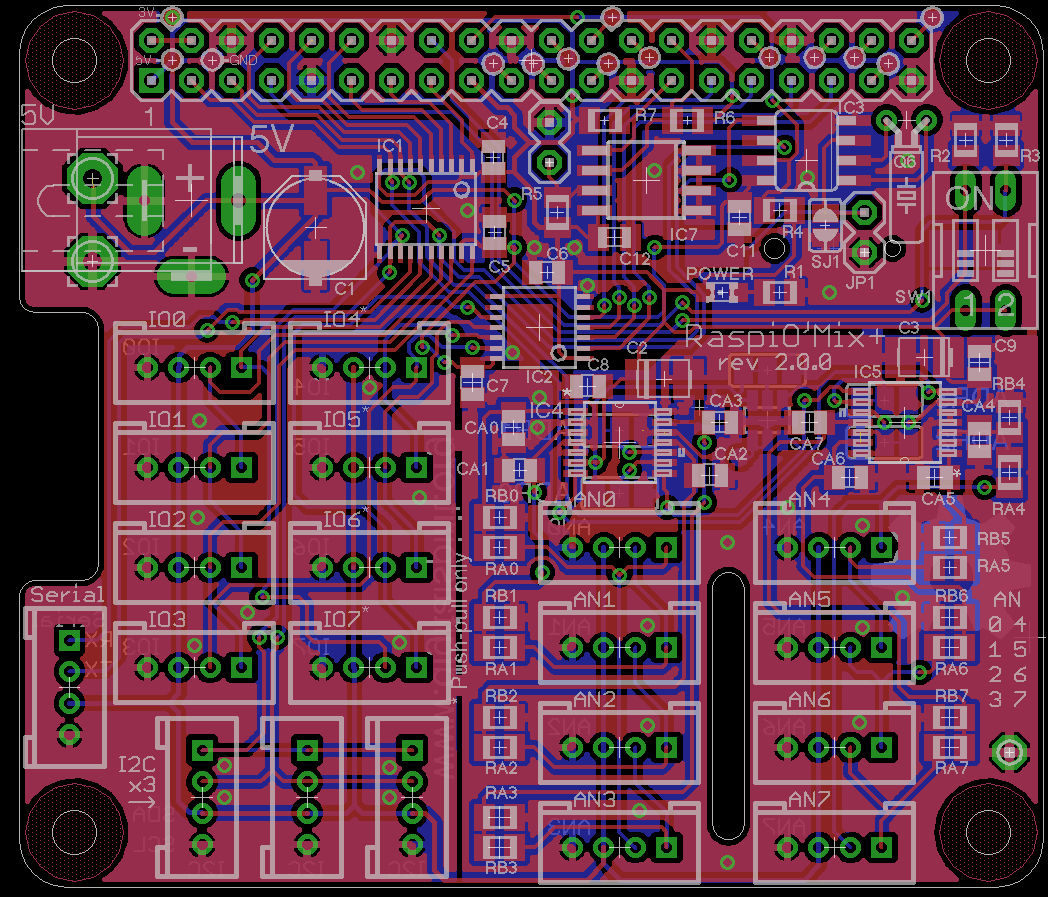 3V
5V
GND
5V
1
5V
+
-
IC1
C4
R7
R6
IC3
Q6
R2
R3
R5
ON
C1
C5
C6
C12
IC7
C11
R4
SJ1
JP1
POWER
R1
SW1
1 2
RaspiO'Mix+
rev 2.0.0
C3
C9
IO0
IO4*
IC2
C7
C8
C2
IC5
RB4
IC4
*
CA3
CA4
IO1
IO5*
CA0
CA7
CA1
CA2
CA6
CA5
*
RA4
RB0
AN0
AN4
IO2
IO6*
RA0
RB5
RA5
Serial
RB1
AN1
AN5
RB6
AN
0 4
1 5
2 6
3 7
IO3
IO7*
RA1
RA6
* Push-pull only
RB2
AN2
AN6
RB7
RA2
RA7
I2C
x3
RA3
AN3
AN7
RB3